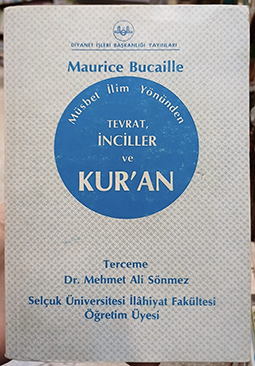 DİYANET İŞLERİ BAŞKANLIĞI YAYINLARI
Maurice Bucaille
Müsbet İlim Yönünden
TEVRAT,
İNCİLLER
ve
KUR'AN
Terceme
Dr. Mehmet Ali Sönmez
Selçuk Üniversitesi İlâhiyat Fakültesi
Öğretim Üyesi